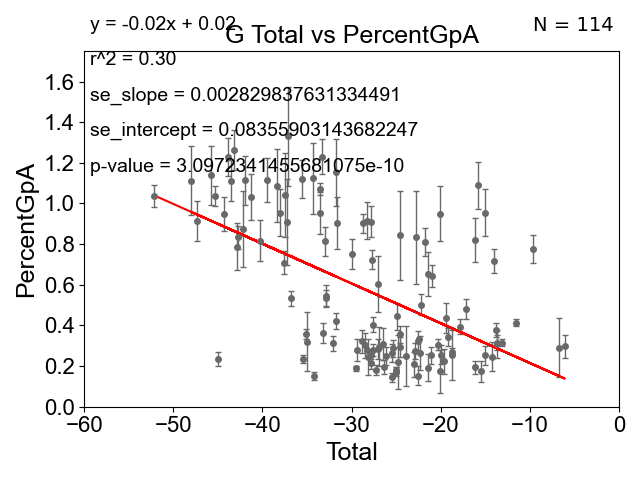 y = -0.02x + 0.02
N = 114
G Total vs PercentGpA
r^2 = 0.30
se_slope = 0.002829837631334491
se_intercept = 0.08355903143682247
p-value = 3.0972341455681075e-10
1.6
1.4
1.2
1.0
0.8
0.6
0.4
0.2
0.0
PercentGpA
−60 −50 −40 −30 −20 −10 0
Total